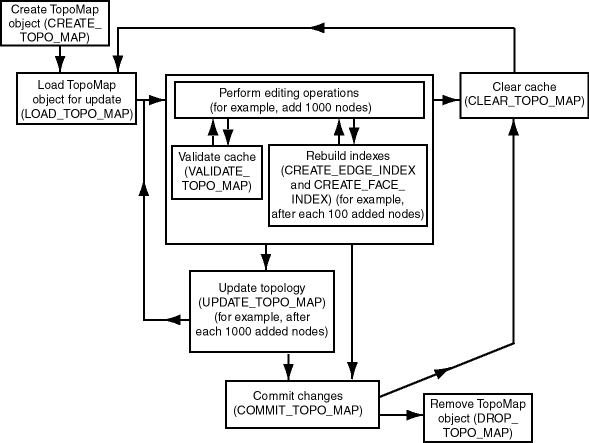 Create TopoMap
object (CREATE_
TOPO_MAP)
Load TopoMap
object for update
(LOAD_TOPO_MAP)
Perform editing operations
(for example, add 1000 nodes)
Clear cache
(CLEAR_TOPO_MAP)
Validate cache
(VALIDATE_
TOPO_MAP)
Rebuild indexes
(CREATE_EDGE_INDEX
and CREATE_FACE_
INDEX) (for example,
after each 100 added nodes)
Update topology
(UPDATE_TOPO_MAP)
(for example, after
each 1000 added nodes)
Commit changes
(COMMIT_TOPO_MAP)
Remove TopoMap
object (DROP_
TOPO_MAP)